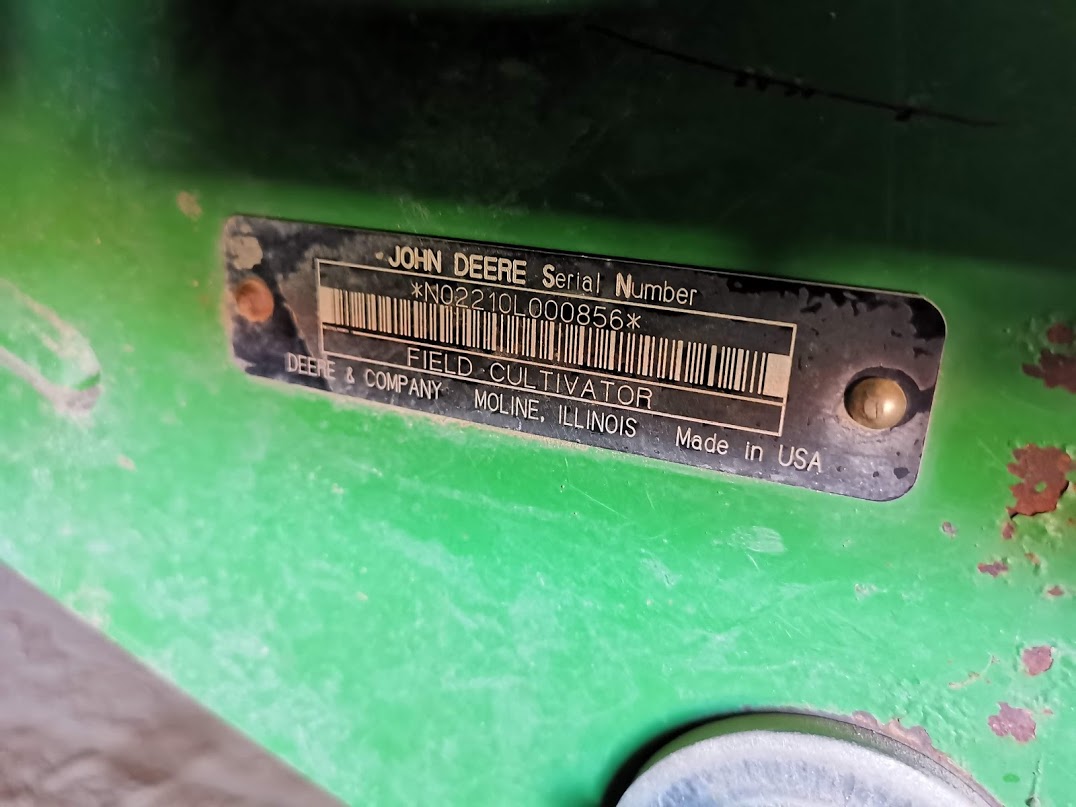 JOHN DEERE Serial Number
*N02210L000856*
FIELD CULTIVATOR
DEERE & COMPANY MOLINE, ILLINOIS Made in USA